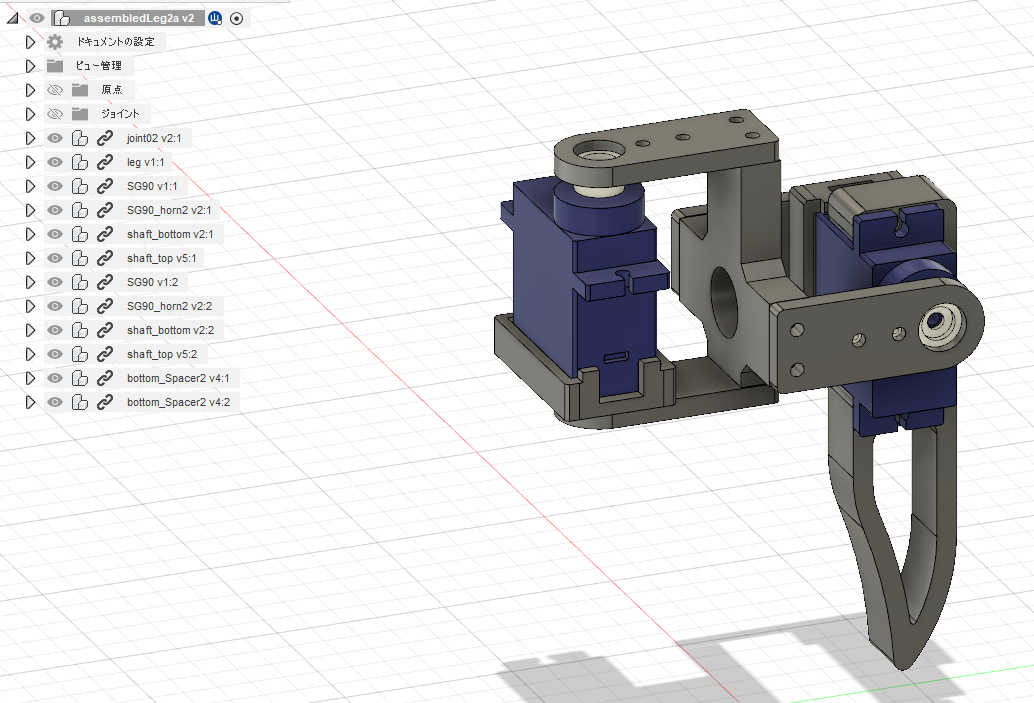 assembledLeg2a v2
ドキュメントの設定
ビュー管理
原点
ジョイント
joint02 v2:1
leg v1:1
SG90 v1:1
SG90_horn2 v2:1
shaft_bottom v2:1
shaft_top v5:1
SG90 v1:2
SG90_horn2 v2:2
shaft_bottom v2:2
shaft_top v5:2
bottom_Spacer2 v4:1
bottom_Spacer2 v4:2